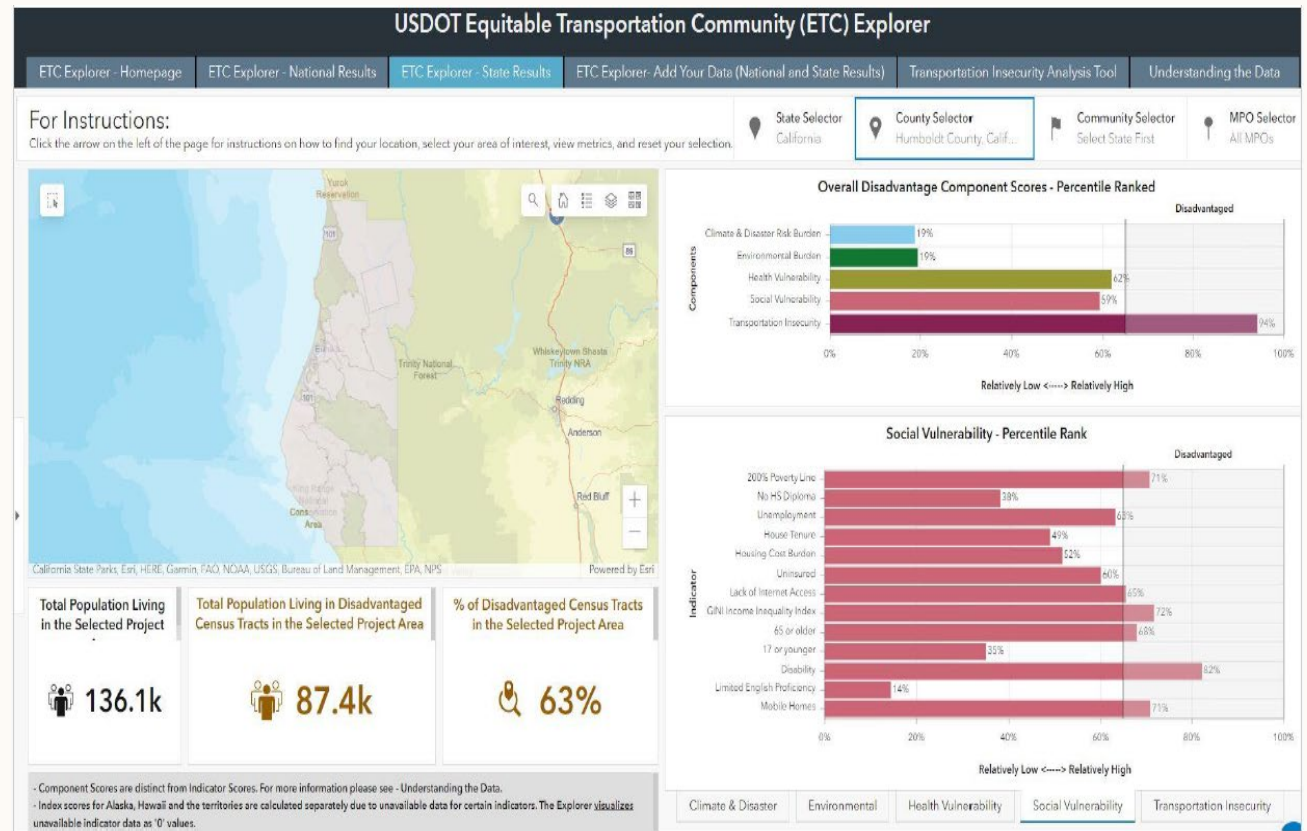 USDOT Equitable Transportation Community (ETC) Explorer
ETC Explorer - Homepage
ETC Explorer - National Results
ETC Explorer - State Results
ETC Explorer- Add Your Data (National and State Results)
Transportation Insecurity Analysis Tool
Understanding the Data
For Instructions:
Click the arrow on the left of the page for instructions on how to find your location, select your area of interest, view metrics, and reset your selection.
State Selector
California
County Selector
Humboldt County, Calif...
Community Selector
Select State First
MPO Selector
All MPOs
Yurok
Reservation
101
Eureka
101
Trinity National
Forest
Whiskeytown Shasta
Trinity NRA
Redding
Anderson
Red Bluff
King Range
National
Conservation
Area
California State Parks, Esri, HERE, Garmin, FAO, NOAA, USGS, Bureau of Land Management, EPA, NPS
Powered by Esri
Total Population Living
in the Selected Project
136.1k
Total Population Living in Disadvantaged
Census Tracts in the Selected Project Area
87.4k
% of Disadvantaged Census Tracts
in the Selected Project Area
63%
- Component Scores are distinct from Indicator Scores. For more information please see - Understanding the Data.
- Index scores for Alaska, Hawaii and the territories are calculated separately due to unavailable data for certain indicators. The Explorer visualizes
unavailable indicator data as '0' values.
Overall Disadvantage Component Scores - Percentile Ranked
Disadvantaged
Components
Climate & Disaster Risk Burden
19%
Environmental Burden
19%
Health Vulnerability
62%
Social Vulnerability
59%
Transportation Insecurity
94%
0% 20% 40% 60% 80% 100%
Relatively Low <-----> Relatively High
Social Vulnerability - Percentile Rank
Disadvantaged
Indicator
200% Poverty Line
71%
No HS Diploma
38%
Unemployment
63%
House Tenure
49%
Housing Cost Burden
52%
Uninsured
60%
Lack of Internet Access
65%
GINI Income Inequality Index
72%
65 or older
68%
17 or younger
35%
Disability
82%
Limited English Proficiency
14%
Mobile Homes
71%
0% 20% 40% 60% 80% 100%
Relatively Low <-----> Relatively High
Climate & Disaster
Environmental
Health Vulnerability
Social Vulnerability
Transportation Insecurity